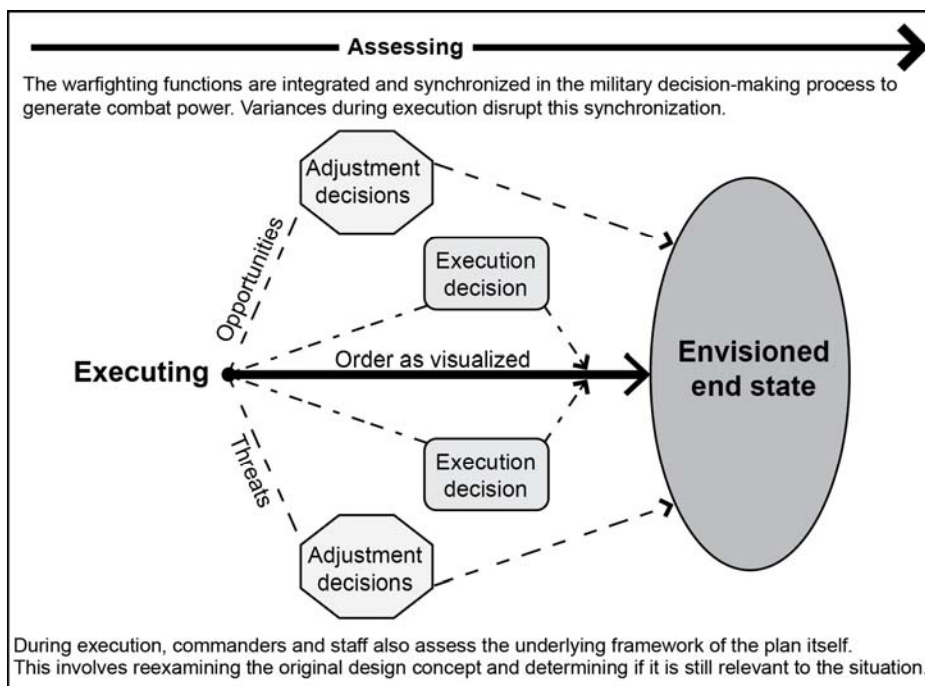 Assessing
The warfighting functions are integrated and synchronized in the military decision-making process to
generate combat power. Variances during execution disrupt this synchronization.
Adjustment
decisions
Opportunities
Execution
decision
Executing
Order as visualized
Envisioned
end state
Threats
Execution
decision
Adjustment
decisions
During execution, commanders and staff also assess the underlying framework of the plan itself.
This involves reexamining the original design concept and determining if it is still relevant to the situation.